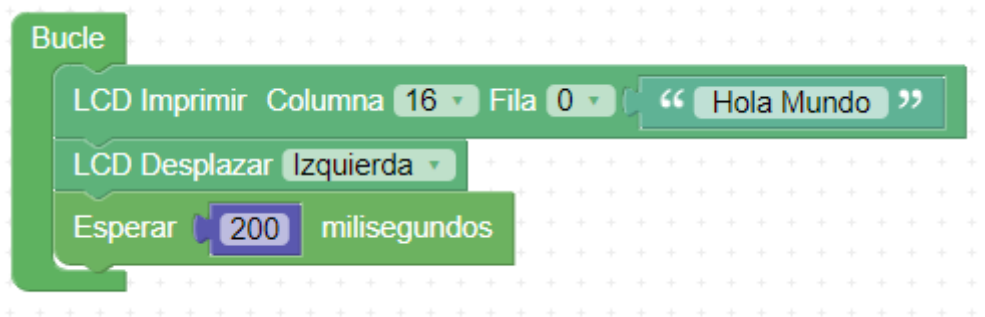 Bucle
LCD Imprimir Columna 16 Fila 0 “ Hola Mundo ”
LCD Desplazar Izquierda
Esperar 200 milisegundos